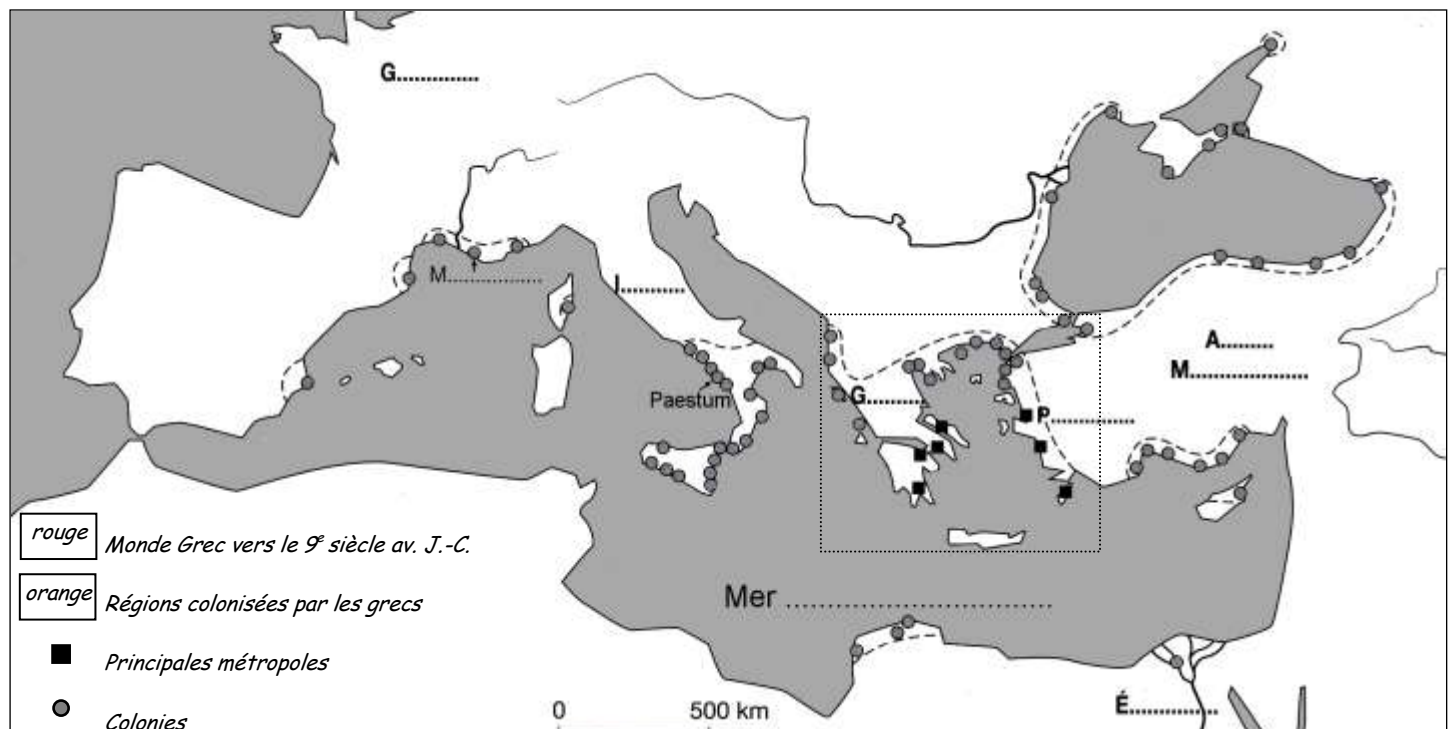 G.............
M................
I...........
A........
M......................
Paestum
G..........
P..............
rouge Monde Grec vers le 9e siècle av. J.-C.
orange Régions colonisées par les grecs
Principales métropoles
Colonies
Mer ..............................
0 500 km
É...............